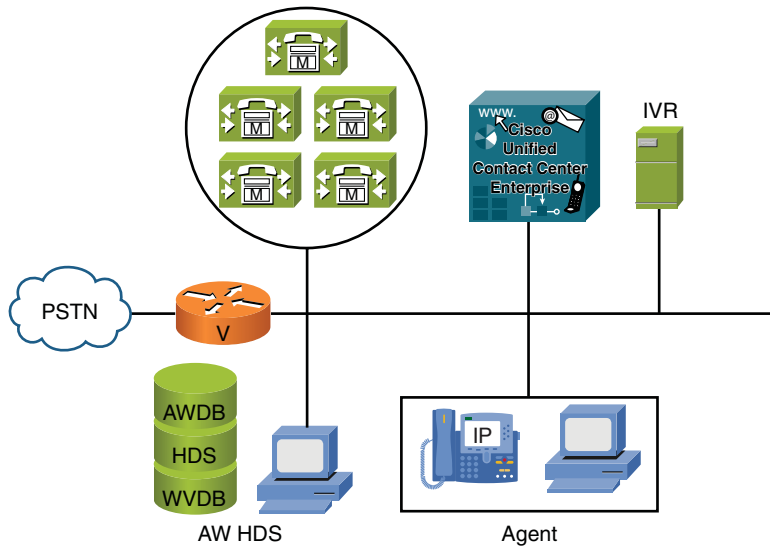 M
M
M
M
M
www.
@
Cisco
Unified
Contact Center
Enterprise
IVR
PSTN
V
AWDB
HDS
WVDB
AW HDS
IP
Agent